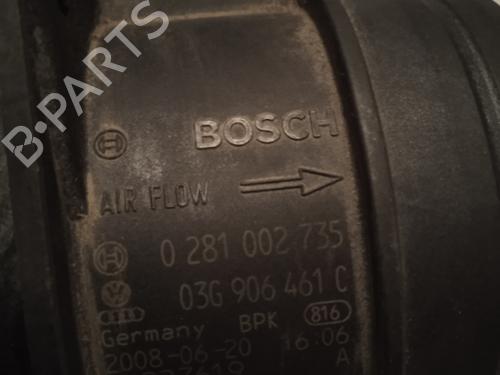 B-PARTS
BOSCH
AIR FLOW
0 281 002 735
03G 906 461 C
Germany BPK 816
2008-06-20 16:06
A